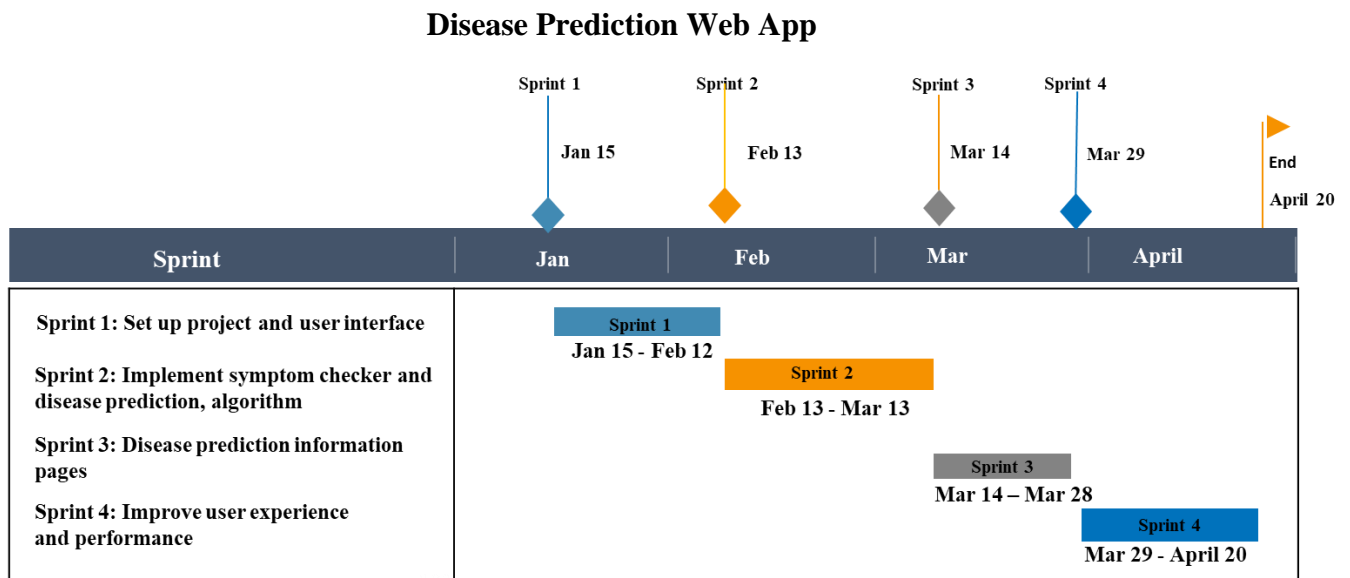 Disease Prediction Web App
Sprint 1
Sprint 2
Sprint 3
Sprint 4
Jan 15
Feb 13
Mar 14
Mar 29
End
April 20
Sprint
Jan
Feb
Mar
April
Sprint 1: Set up project and user interface
Sprint 1
Jan 15 - Feb 12
Sprint 2: Implement symptom checker and
disease prediction, algorithm
Sprint 2
Feb 13 - Mar 13
Sprint 3: Disease prediction information
pages
Sprint 3
Mar 14 – Mar 28
Sprint 4: Improve user experience
and performance
Sprint 4
Mar 29 - April 20